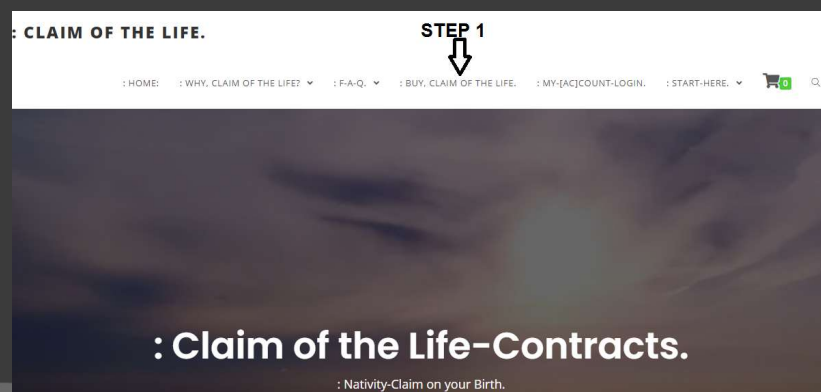 : CLAIM OF THE LIFE.
STEP 1
: HOME: : WHY, CLAIM OF THE LIFE? : F-A-Q. : BUY, CLAIM OF THE LIFE. : MY-[AC]COUNT-LOGIN. : START-HERE. 0
: Claim of the Life-Contracts.
: Nativity-Claim on your Birth.